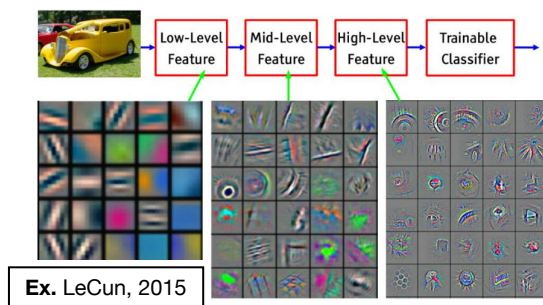 Low-Level
Feature
Mid-Level
Feature
High-Level
Feature
Trainable
Classifier
Ex. LeCun, 2015